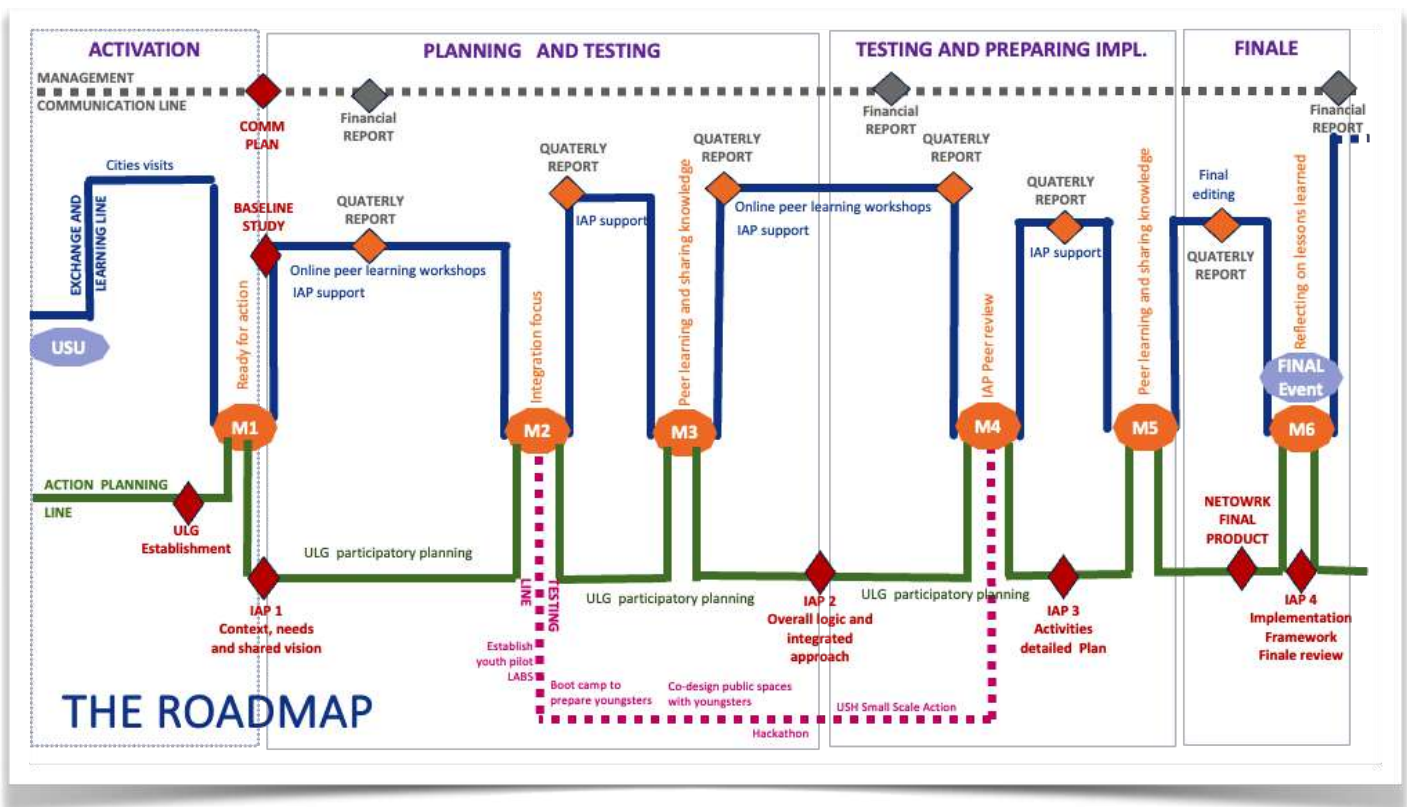 ACTIVATION
PLANNING AND TESTING
TESTING AND PREPARING IMPL.
FINALE
MANAGEMENT
COMMUNICATION LINE
COMM
PLAN
Financial
REPORT
Financial
REPORT
Financial
REPORT
Cities visits
EXCHANGE AND
LEARNING LINE
USU
BASELINE
STUDY
QUATERLY
REPORT
Online peer learning workshops
IAP support
QUATERLY
REPORT
IAP support
QUATERLY
REPORT
Online peer learning workshops
IAP support
QUATERLY
REPORT
QUATERLY
REPORT
IAP support
Final
editing
QUATERLY
REPORT
Ready for action
Integration focus
Peer learning and sharing knowledge
IAP Peer review
Peer learning and sharing knowledge
Reflecting on lessons learned
FINAL
Event
M1
M2
M3
M4
M5
M6
ACTION PLANNING
LINE
ULG
Establishment
ULG participatory planning
ULG participatory planning
ULG participatory planning
NETOWRK
FINAL
PRODUCT
IAP 1
Context, needs
and shared vision
IAP 2
Overall logic and
integrated
approach
IAP 3
Activities
detailed Plan
IAP 4
Implementation
Framework
Finale review
TESTING
LINE
Establish
youth pilot
LABS
Boot camp to
prepare youngsters
Co-design public spaces
with youngsters
Hackathon
USH Small Scale Action
THE ROADMAP